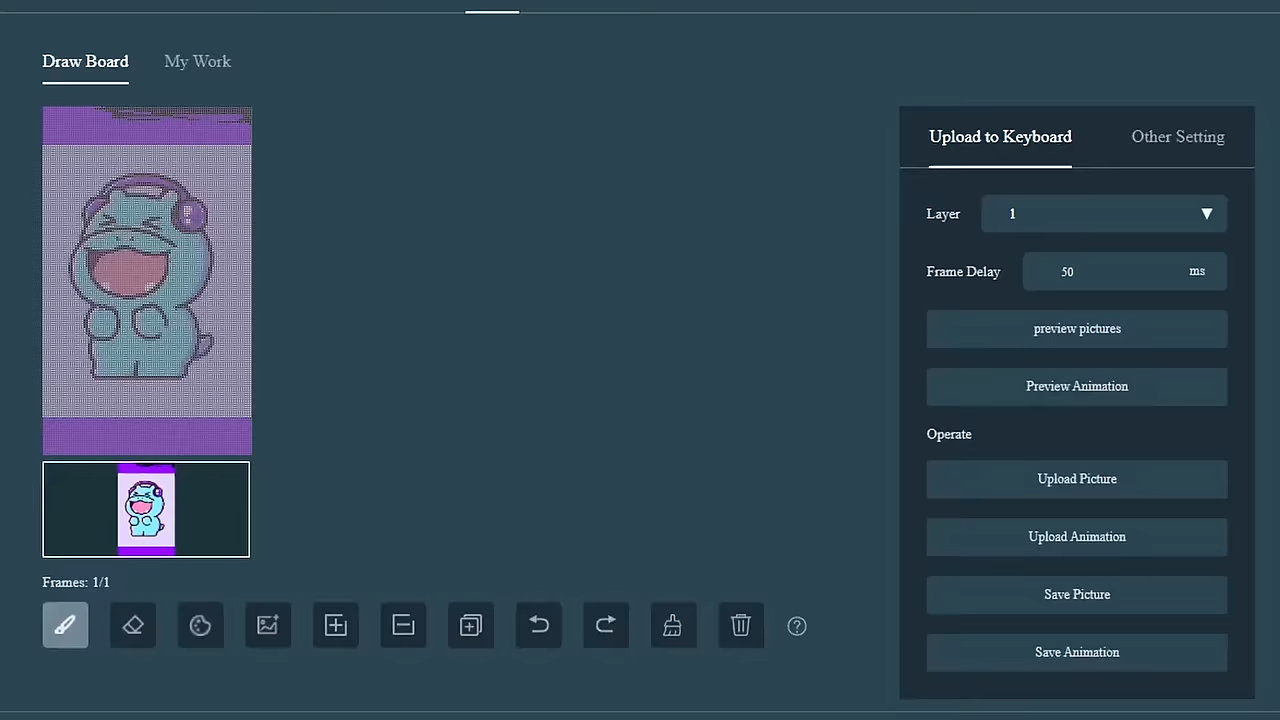 Draw Board
My Work
Upload to Keyboard
Other Setting
Layer
1
Frame Delay
50
ms
preview pictures
Preview Animation
Operate
Upload Picture
Upload Animation
Save Picture
Save Animation
Frames: 1/1